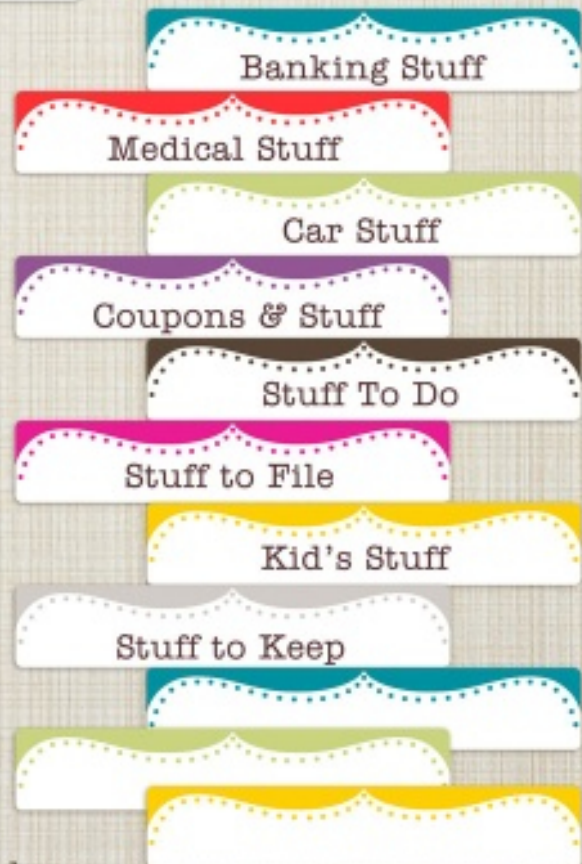 Banking Stuff
Medical Stuff
Car Stuff
Coupons & Stuff
Stuff To Do
Stuff to File
Kid's Stuff
Stuff to Keep